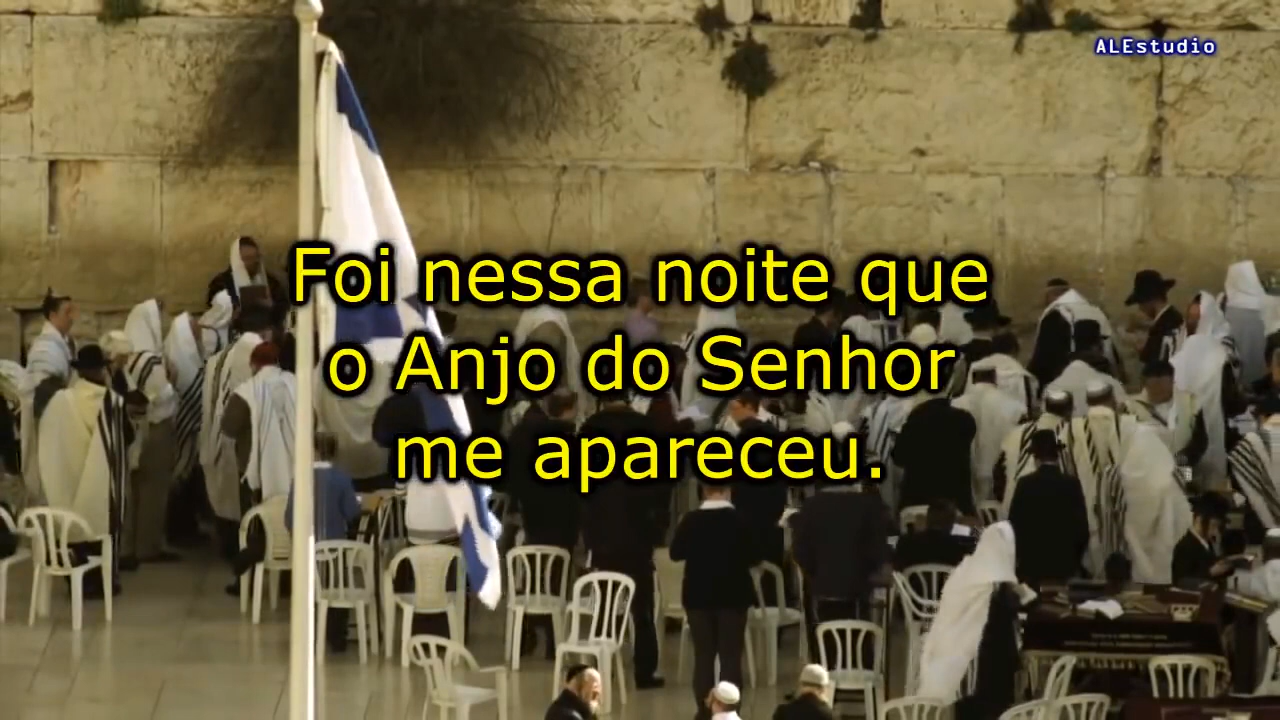 ALEstudio
Foi nessa noite que
o Anjo do Senhor
me apareceu.